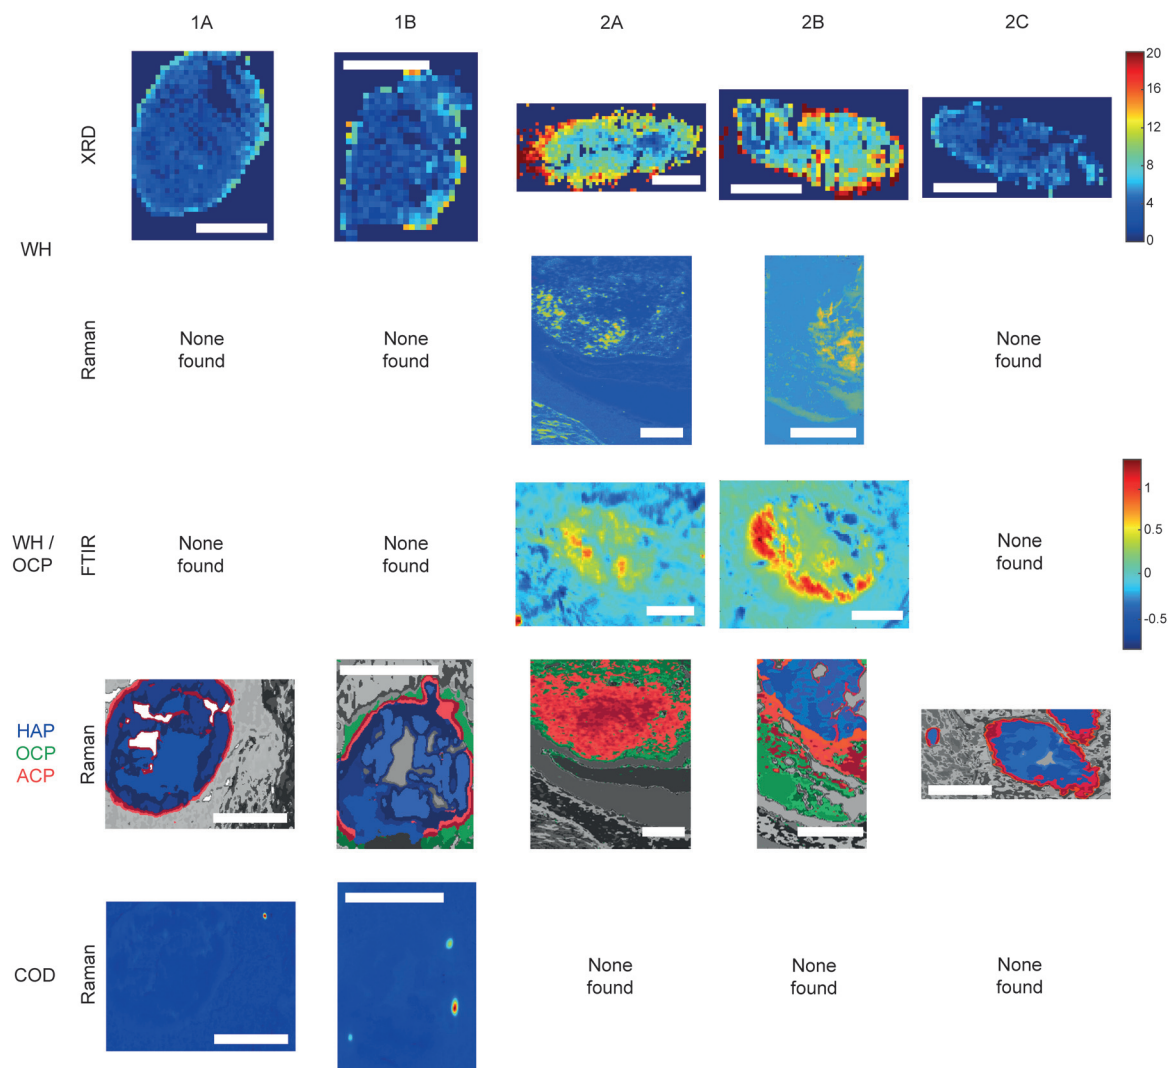 1A 1B 2A 2B 2C
XRD
20
16
12
8
4
0
WH
Raman
None found
None found
None found
WH / OCP
FTIR
None found
None found
None found
1
0.5
0
-0.5
HAP
OCP
ACP
Raman
COD
Raman
None found
None found
None found